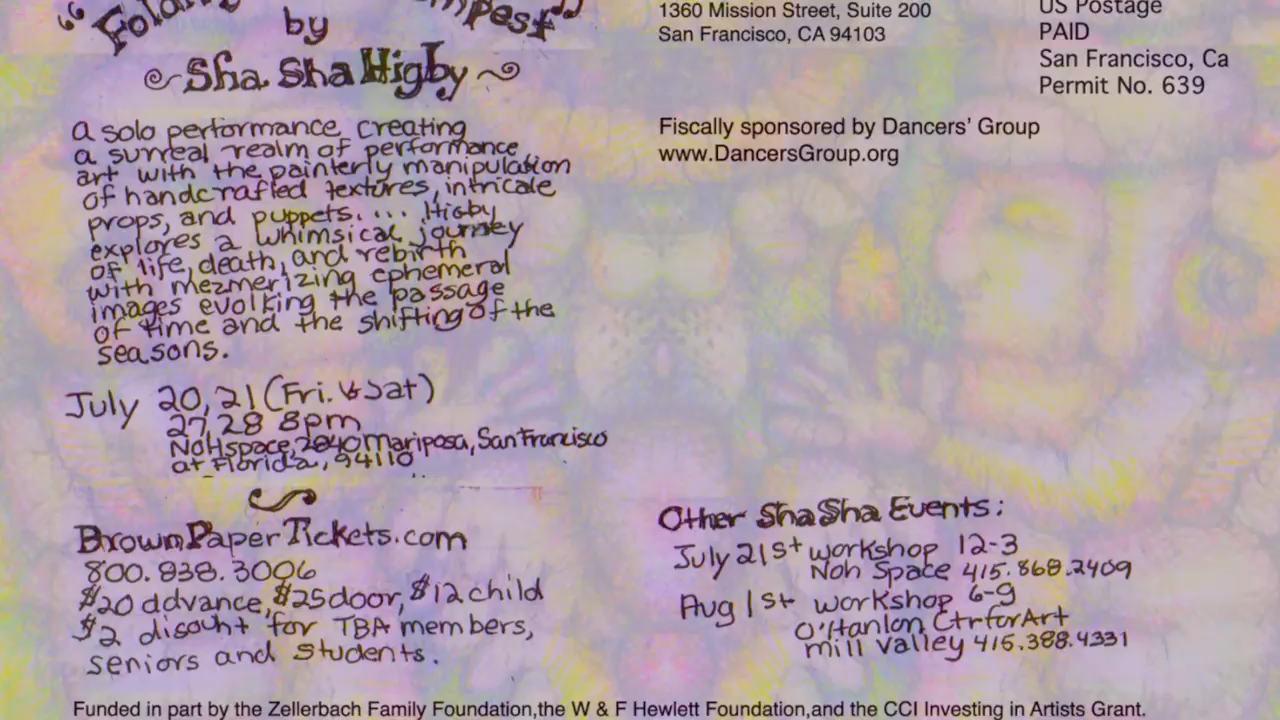 by
Sha Sha Higby
a solo performance creating
a surreal realm of performance
art with the painterly manipulation
of handcrafted textures, intricate
props, and puppets.... Higby
explores a whimsical journey
of life, death, and rebirth
with mezmerizing ephemeral
images evolking the passage
of time and the shifting of the
seasons.
July 20, 21 (Fri. & Sat)
27, 28 8pm
NoHspace, 2840 Mariposa, San Francisco
at Florida, 94110
BrownPaperTickets.com
800.838.3006
$20 advance, $25 door, $12 child
$2 disount for TBA members,
seniors and students.
1360 Mission Street, Suite 200
San Francisco, CA 94103
US Postage
PAID
San Francisco, Ca
Permit No. 639
Fiscally sponsored by Dancers' Group
www.DancersGroup.org
Other ShaSha Events:
July 21st workshop 12-3
Noh Space 415.868.2409
Aug 1st workshop 6-9
O'Hanlon Ctr for Art
mill Valley 415.388.4331
Funded in part by the Zellerbach Family Foundation,the W & F Hewlett Foundation,and the CCI Investing in Artists Grant.